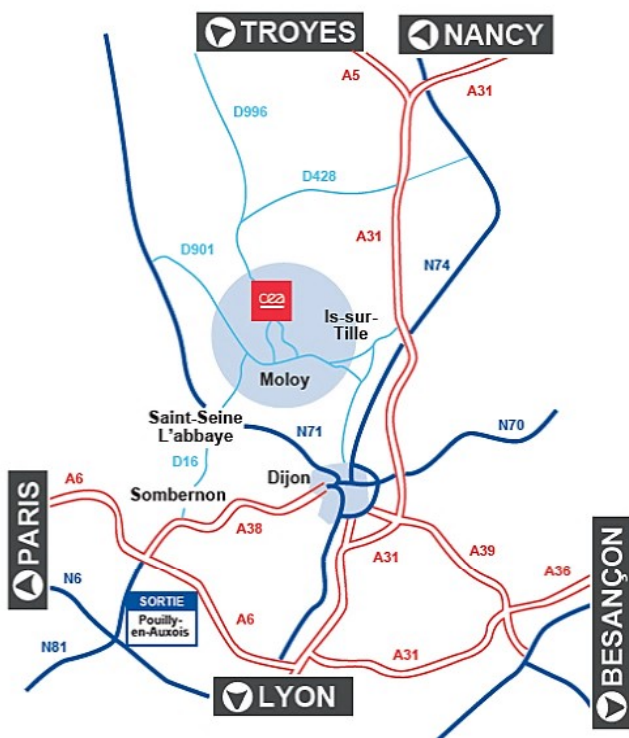 TROYES
NANCY
A5
A31
D996
D428
A31
D901
N74
cea
Is-sur-
Tille
Moloy
Saint-Seine
L'abbaye
N71
N70
D16
Dijon
A6
Sombernon
PARIS
A38
A31
A39
A36
N6
SORTIE
Pouilly-
en-Auxois
A6
N81
A31
BESANÇON
LYON